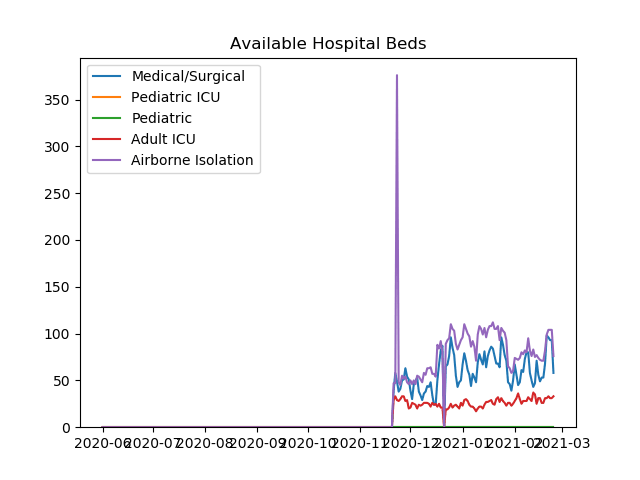 Available Hospital Beds
Medical/Surgical
Pediatric ICU
Pediatric
Adult ICU
Airborne Isolation
350
300
250
200
150
100
50
0
2020-06 2020-07 2020-08 2020-09 2020-10 2020-11 2020-12 2021-01 2021-02 2021-03